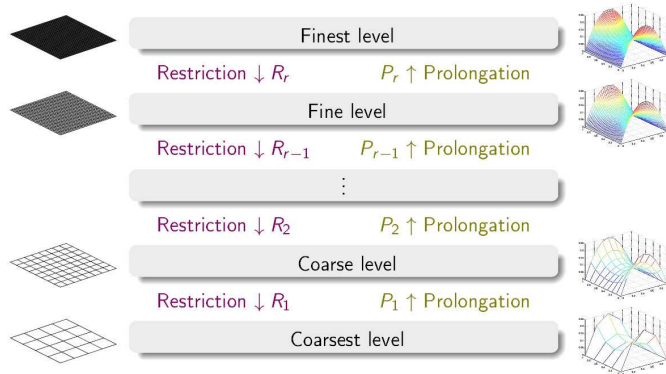 Finest level
Restriction ↓ R_r P_r ↑ Prolongation
Fine level
Restriction ↓ R_{r−1} P_{r−1} ↑ Prolongation
⋮
Restriction ↓ R_2 P_2 ↑ Prolongation
Coarse level
Restriction ↓ R_1 P_1 ↑ Prolongation
Coarsest level